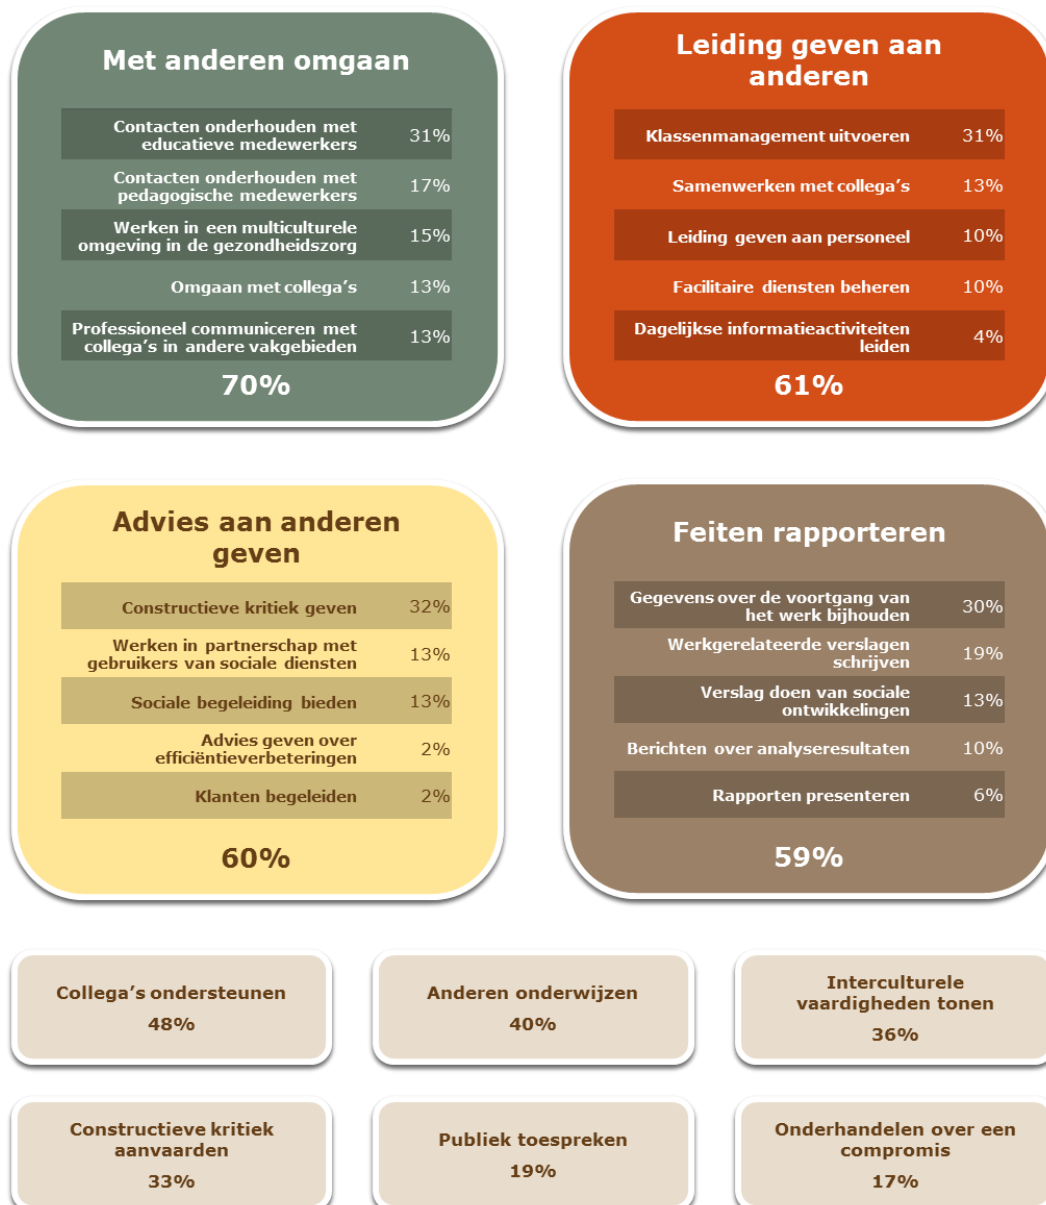 Met anderen omgaan
Contacten onderhouden met
educatieve medewerkers 31%
Contacten onderhouden met
pedagogische medewerkers 17%
Werken in een multiculturele
omgeving in de gezondheidszorg 15%
Omgaan met collega's 13%
Professioneel communiceren met
collega's in andere vakgebieden 13%
70%
Leiding geven aan
anderen
Klassenmanagement uitvoeren 31%
Samenwerken met collega's 13%
Leiding geven aan personeel 10%
Facilitaire diensten beheren 10%
Dagelijkse informatieactiviteiten
leiden 4%
61%
Advies aan anderen
geven
Constructieve kritiek geven 32%
Werken in partnerschap met
gebruikers van sociale diensten 13%
Sociale begeleiding bieden 13%
Advies geven over
efficiëntieverbeteringen 2%
Klanten begeleiden 2%
60%
Feiten rapporteren
Gegevens over de voortgang van
het werk bijhouden 30%
Werkgerelateerde verslagen
schrijven 19%
Verslag doen van sociale
ontwikkelingen 13%
Berichten over analyseresultaten 10%
Rapporten presenteren 6%
59%
Collega's ondersteunen
48%
Anderen onderwijzen
40%
Interculturele
vaardigheden tonen
36%
Constructieve kritiek
aanvaarden
33%
Publiek toespreken
19%
Onderhandelen over een
compromis
17%